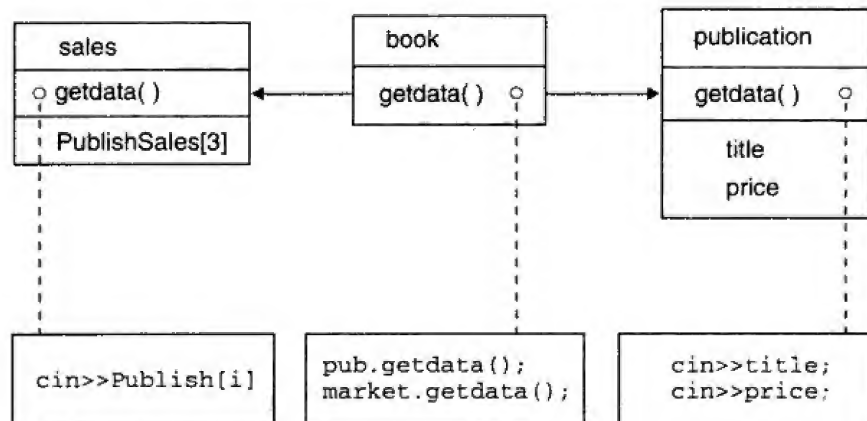 sales
getdata( )
PublishSales[3]
book
getdata( )
publication
getdata( )
title
price
cin>>Publish[i]
pub.getdata();
market.getdata();
cin>>title;
cin>>price;